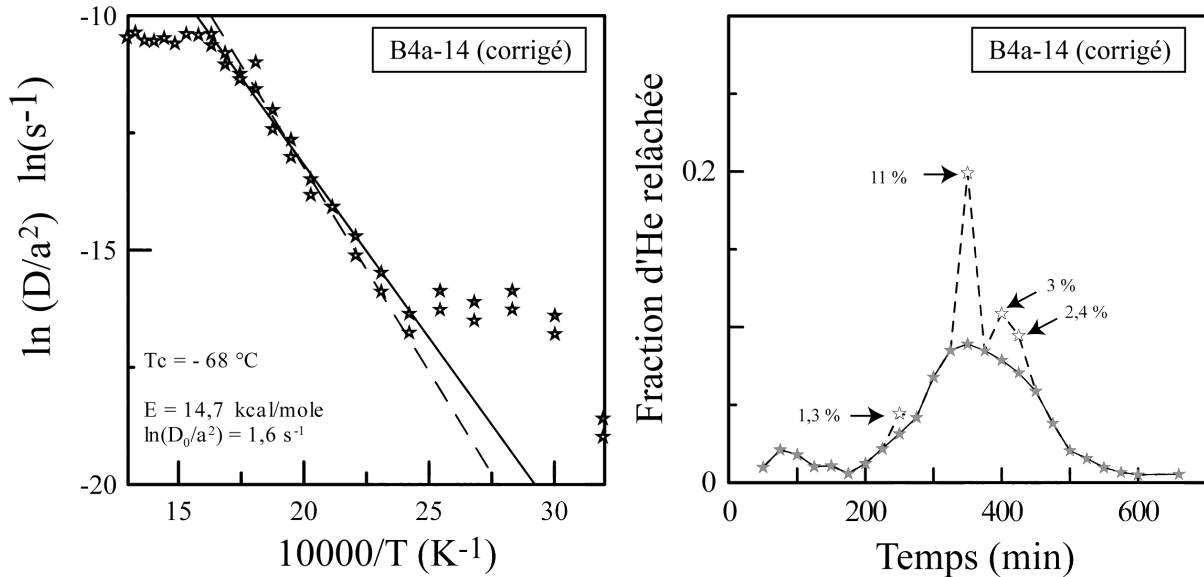 -10
B4a-14 (corrigé)
ln (D/a²) ln(s⁻¹)
-15
Tc = - 68 °C
E = 14,7 kcal/mole
ln(D₀/a²) = 1,6 s⁻¹
-20
15 20 25 30
10000/T (K⁻¹)
B4a-14 (corrigé)
Fraction d'He relâchée
0.2
11 %
3 %
2,4 %
1,3 %
0
0 200 400 600
Temps (min)